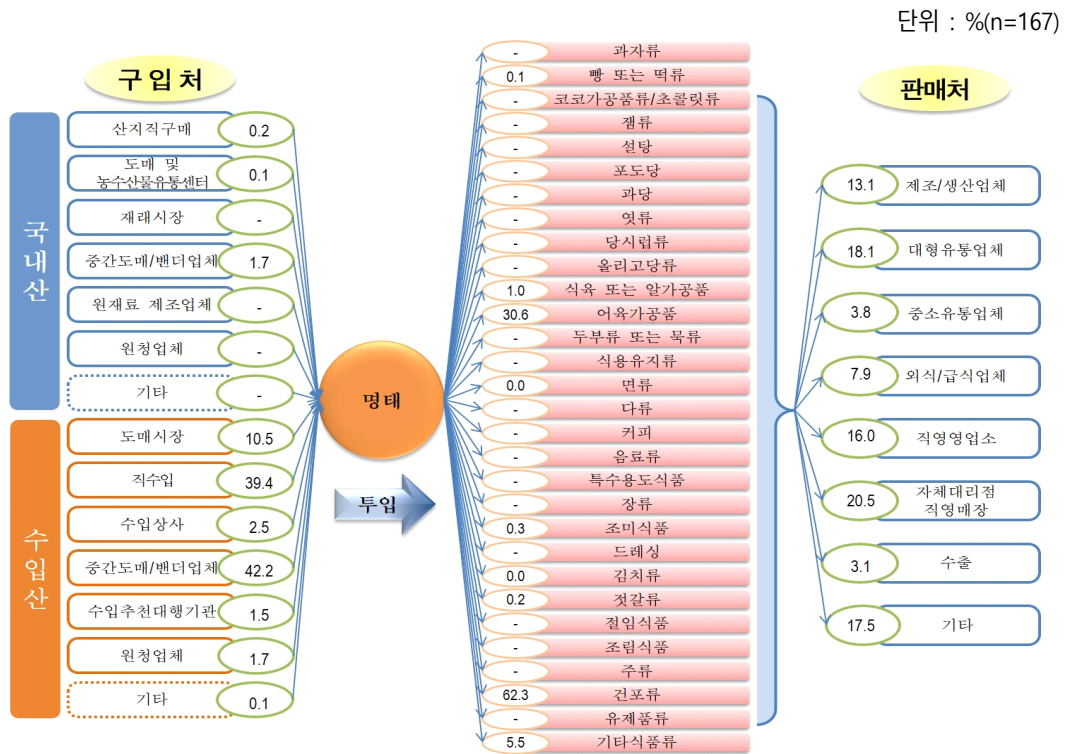 단위 : %(n=167)
구입처
국내산
산지직구매 0.2
도매 및
농수산물유통센터 0.1
재래시장 -
중간도매/밴더업체 1.7
원재료 제조업체 -
원청업체 -
기타 -
수입산
도매시장 10.5
직수입 39.4
수입상사 2.5
중간도매/밴더업체 42.2
수입추천대행기관 1.5
원청업체 1.7
기타 0.1
명태
투입
- 과자류
0.1 빵 또는 떡류
- 코코가공품류/초콜릿류
- 잼류
- 설탕
- 포도당
- 과당
- 엿류
- 당시럽류
- 올리고당류
1.0 식육 또는 알가공품
30.6 어육가공품
- 두부류 또는 묵류
- 식용유지류
0.0 면류
- 다류
- 커피
- 음료류
- 특수용도식품
- 장류
0.3 조미식품
- 드레싱
0.0 김치류
0.2 젓갈류
- 절임식품
- 조림식품
- 주류
62.3 건포류
- 유제품류
5.5 기타식품류
판매처
13.1 제조/생산업체
18.1 대형유통업체
3.8 중소유통업체
7.9 외식/급식업체
16.0 직영영업소
20.5 자체대리점
직영매장
3.1 수출
17.5 기타